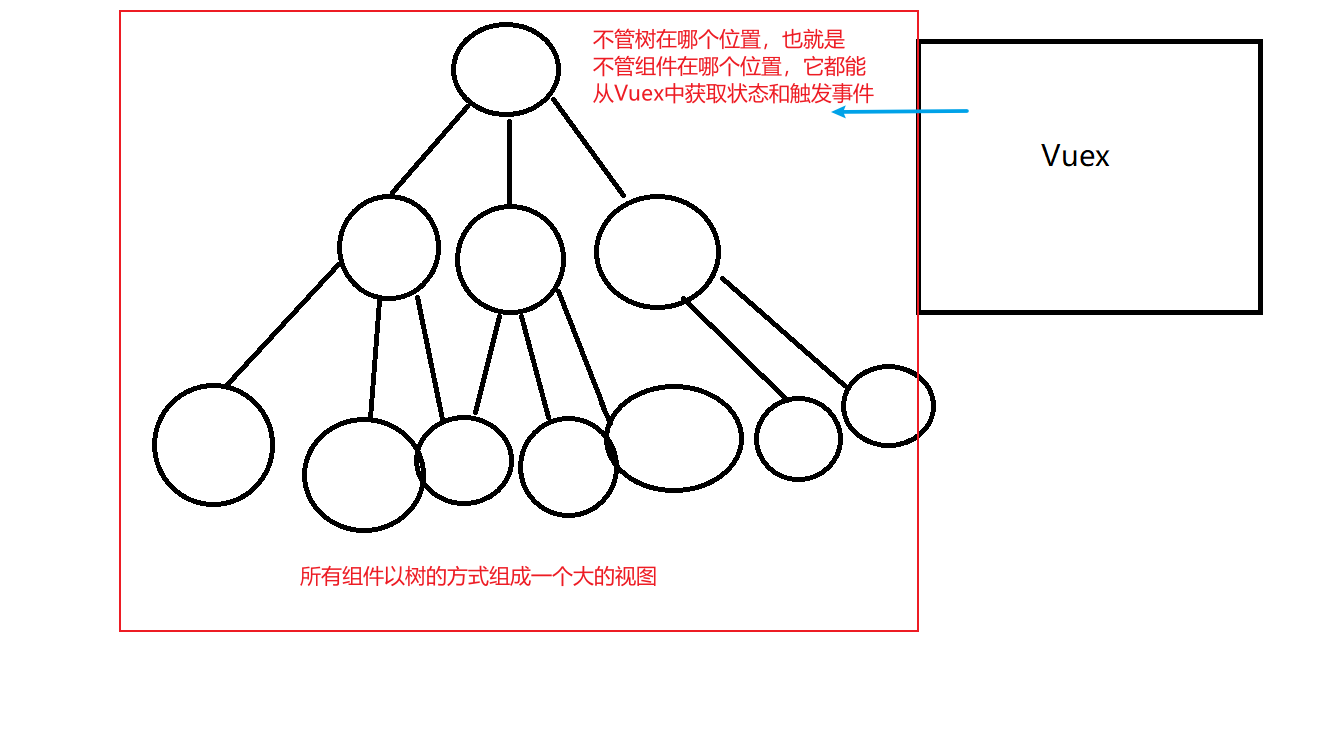 不管树在哪个位置，也就是
不管组件在哪个位置，它都能
从Vuex中获取状态和触发事件
Vuex
所有组件以树的方式组成一个大的视图